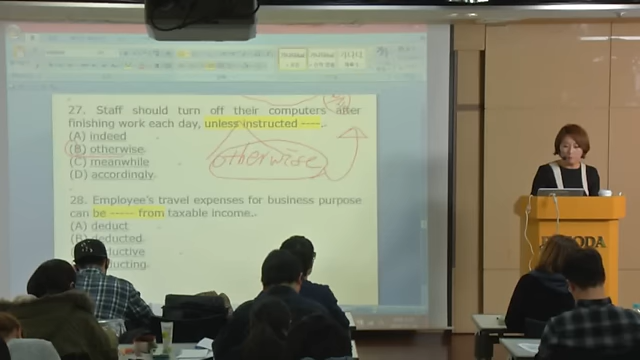 27. Staff should turn off their computers after
finishing work each day, unless instructed -----.
(A) indeed
(B) otherwise
(C) meanwhile
(D) accordingly
otherwise
28. Employee's travel expenses for business purpose
can be ----- from taxable income.
(A) deduct
(B) deducted
ductive
ducting
ODA